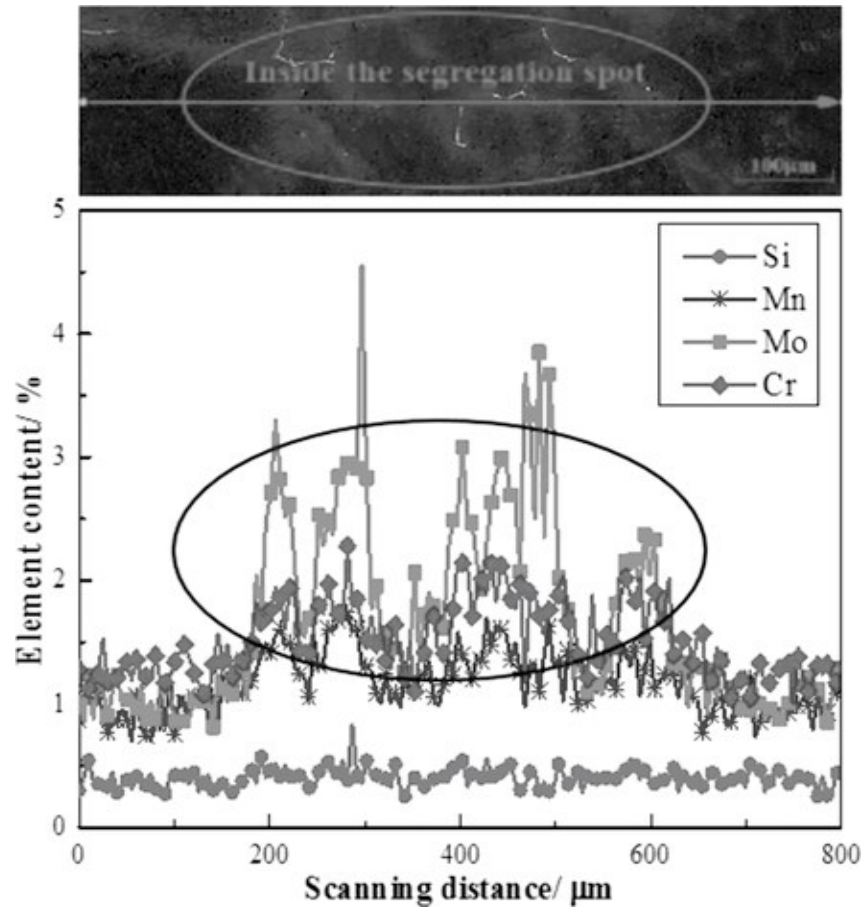 Inside the segregation spot
100μm
5
4
3
2
1
0
Element content/ %
Si
Mn
Mo
Cr
0 200 400 600 800
Scanning distance/ μm